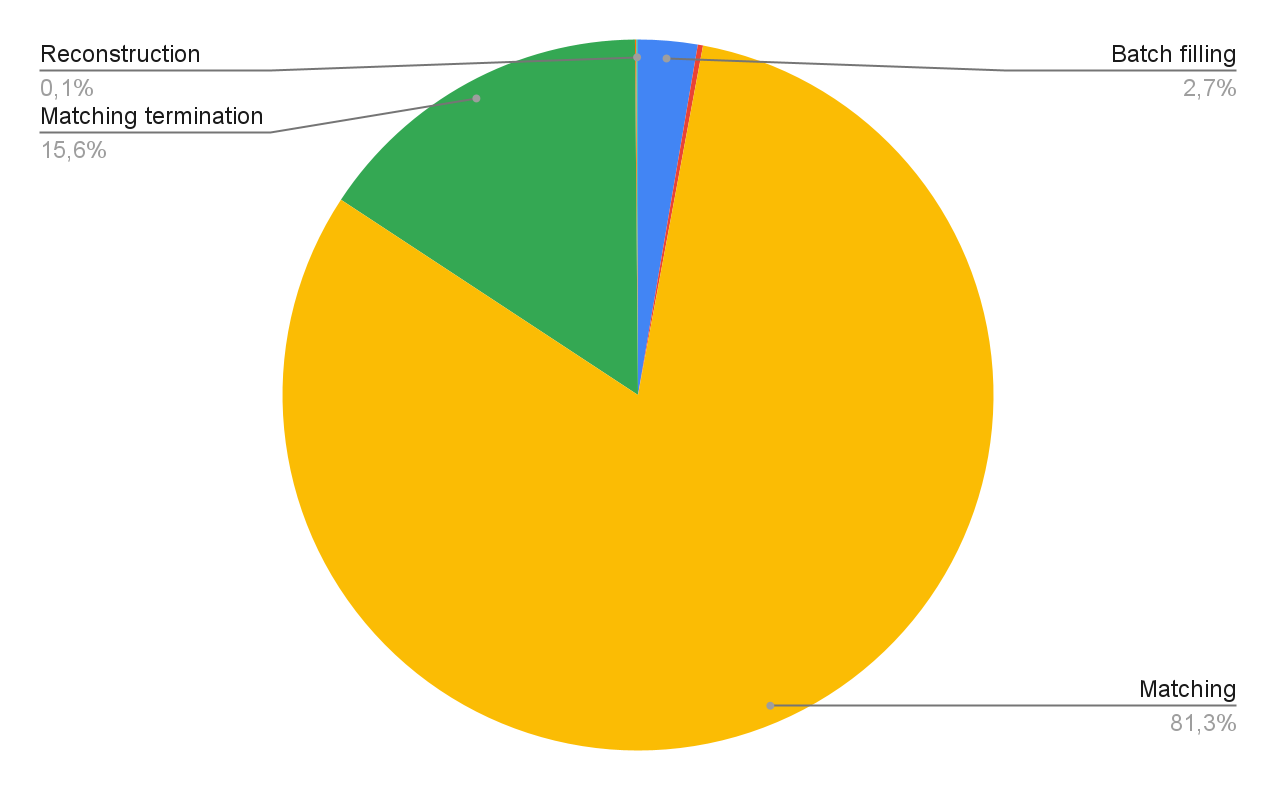 Reconstruction
0,1%
Matching termination
15,6%
Batch filling
2,7%
Matching
81,3%